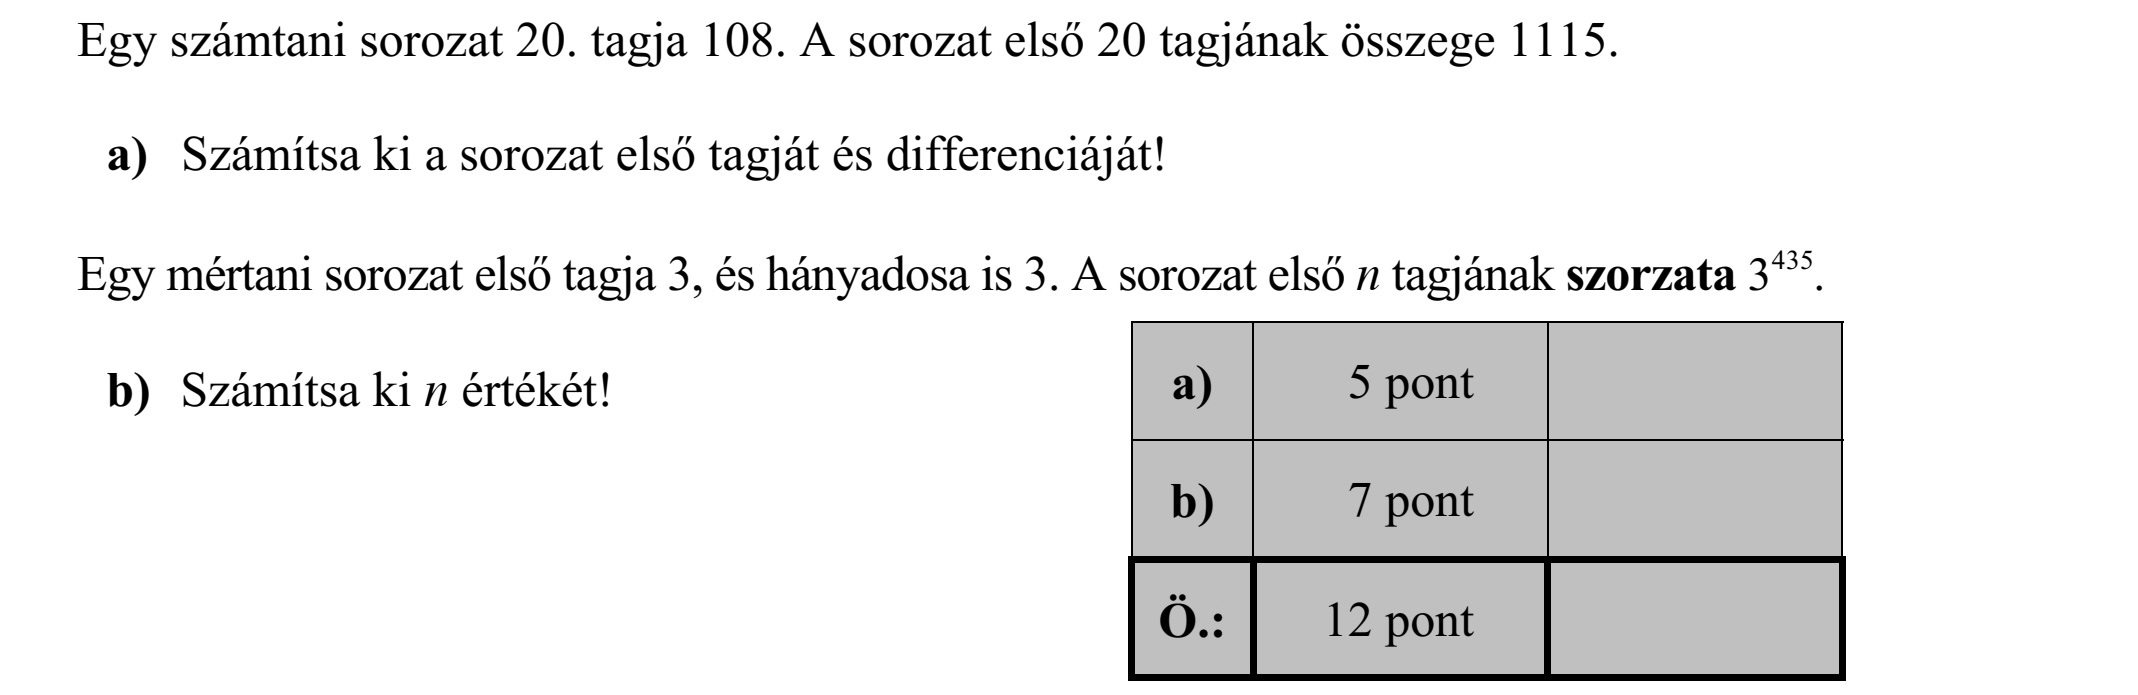 Egy számtani sorozat 20. tagja 108. A sorozat első 20 tagjának összege 1115.
a) Számítsa ki a sorozat első tagját és differenciáját!
Egy mértani sorozat első tagja 3, és hányadosa is 3. A sorozat első n tagjának szorzata 3⁴³⁵.
b) Számítsa ki n értékét!
a) 5 pont
b) 7 pont
Ö.: 12 pont